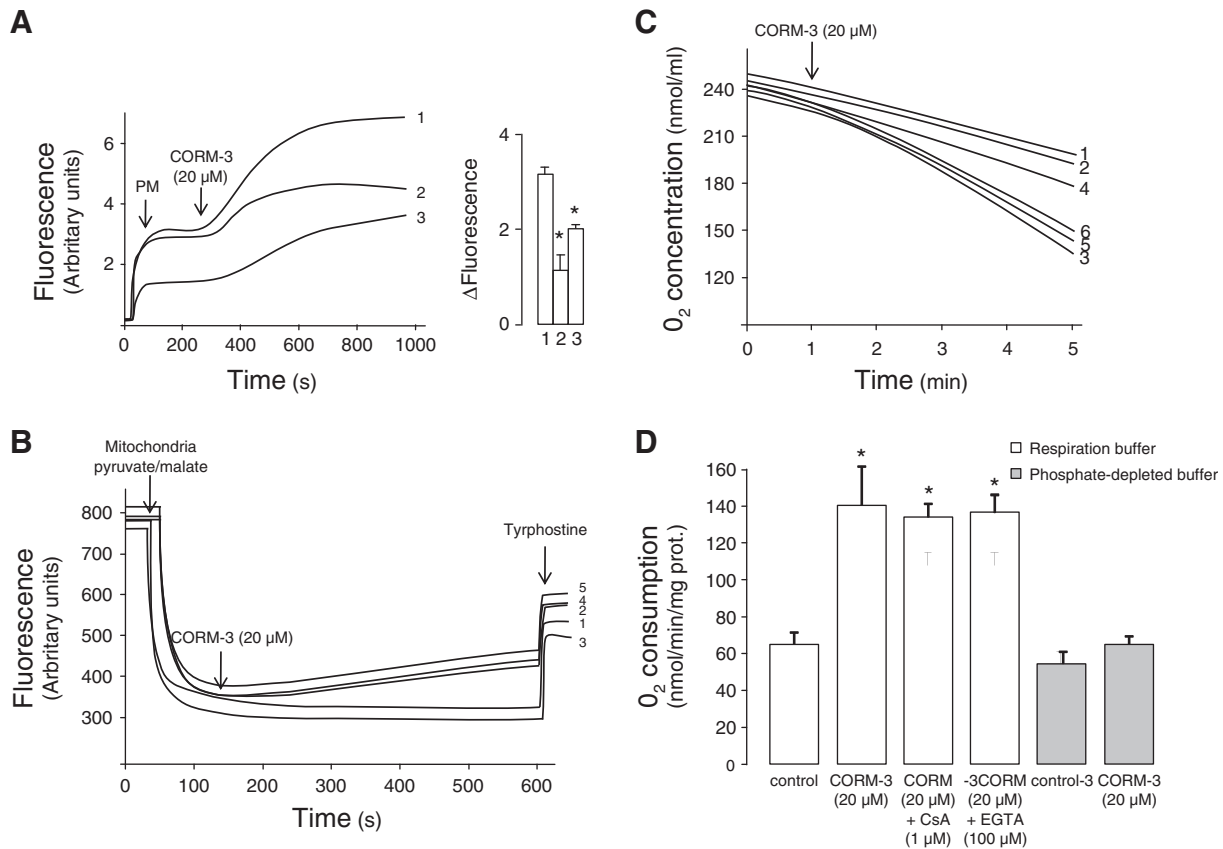 A
Fluorescence
(Arbritary units)
6
4
2
PM
CORM-3
(20 µM)
1
2
3
0 200 400 600 800 1000
Time (s)
ΔFluorescence
4
2
0
*
*
1 2 3
B
Mitochondria
pyruvate/malate
Fluorescence
(Arbritary units)
800
700
600
500
400
300
CORM-3 (20 µM)
Tyrphostine
5
4
2
1
3
0 100 200 300 400 500 600
Time (s)
C
CORM-3 (20 µM)
0₂ concentration (nmol/ml)
240
210
180
150
120
1
2
4
6
5
3
0 1 2 3 4 5
Time (min)
D
Respiration buffer
Phosphate-depleted buffer
0₂ consumption
(nmol/min/mg prot.)
160
140
120
100
80
60
40
20
0
*
*
*
control
CORM-3
(20 µM)
CORM
(20 µM)
+ CsA
(1 µM)
-3CORM
(20 µM)
+ EGTA
(100 µM)
control-3
CORM-3
(20 µM)